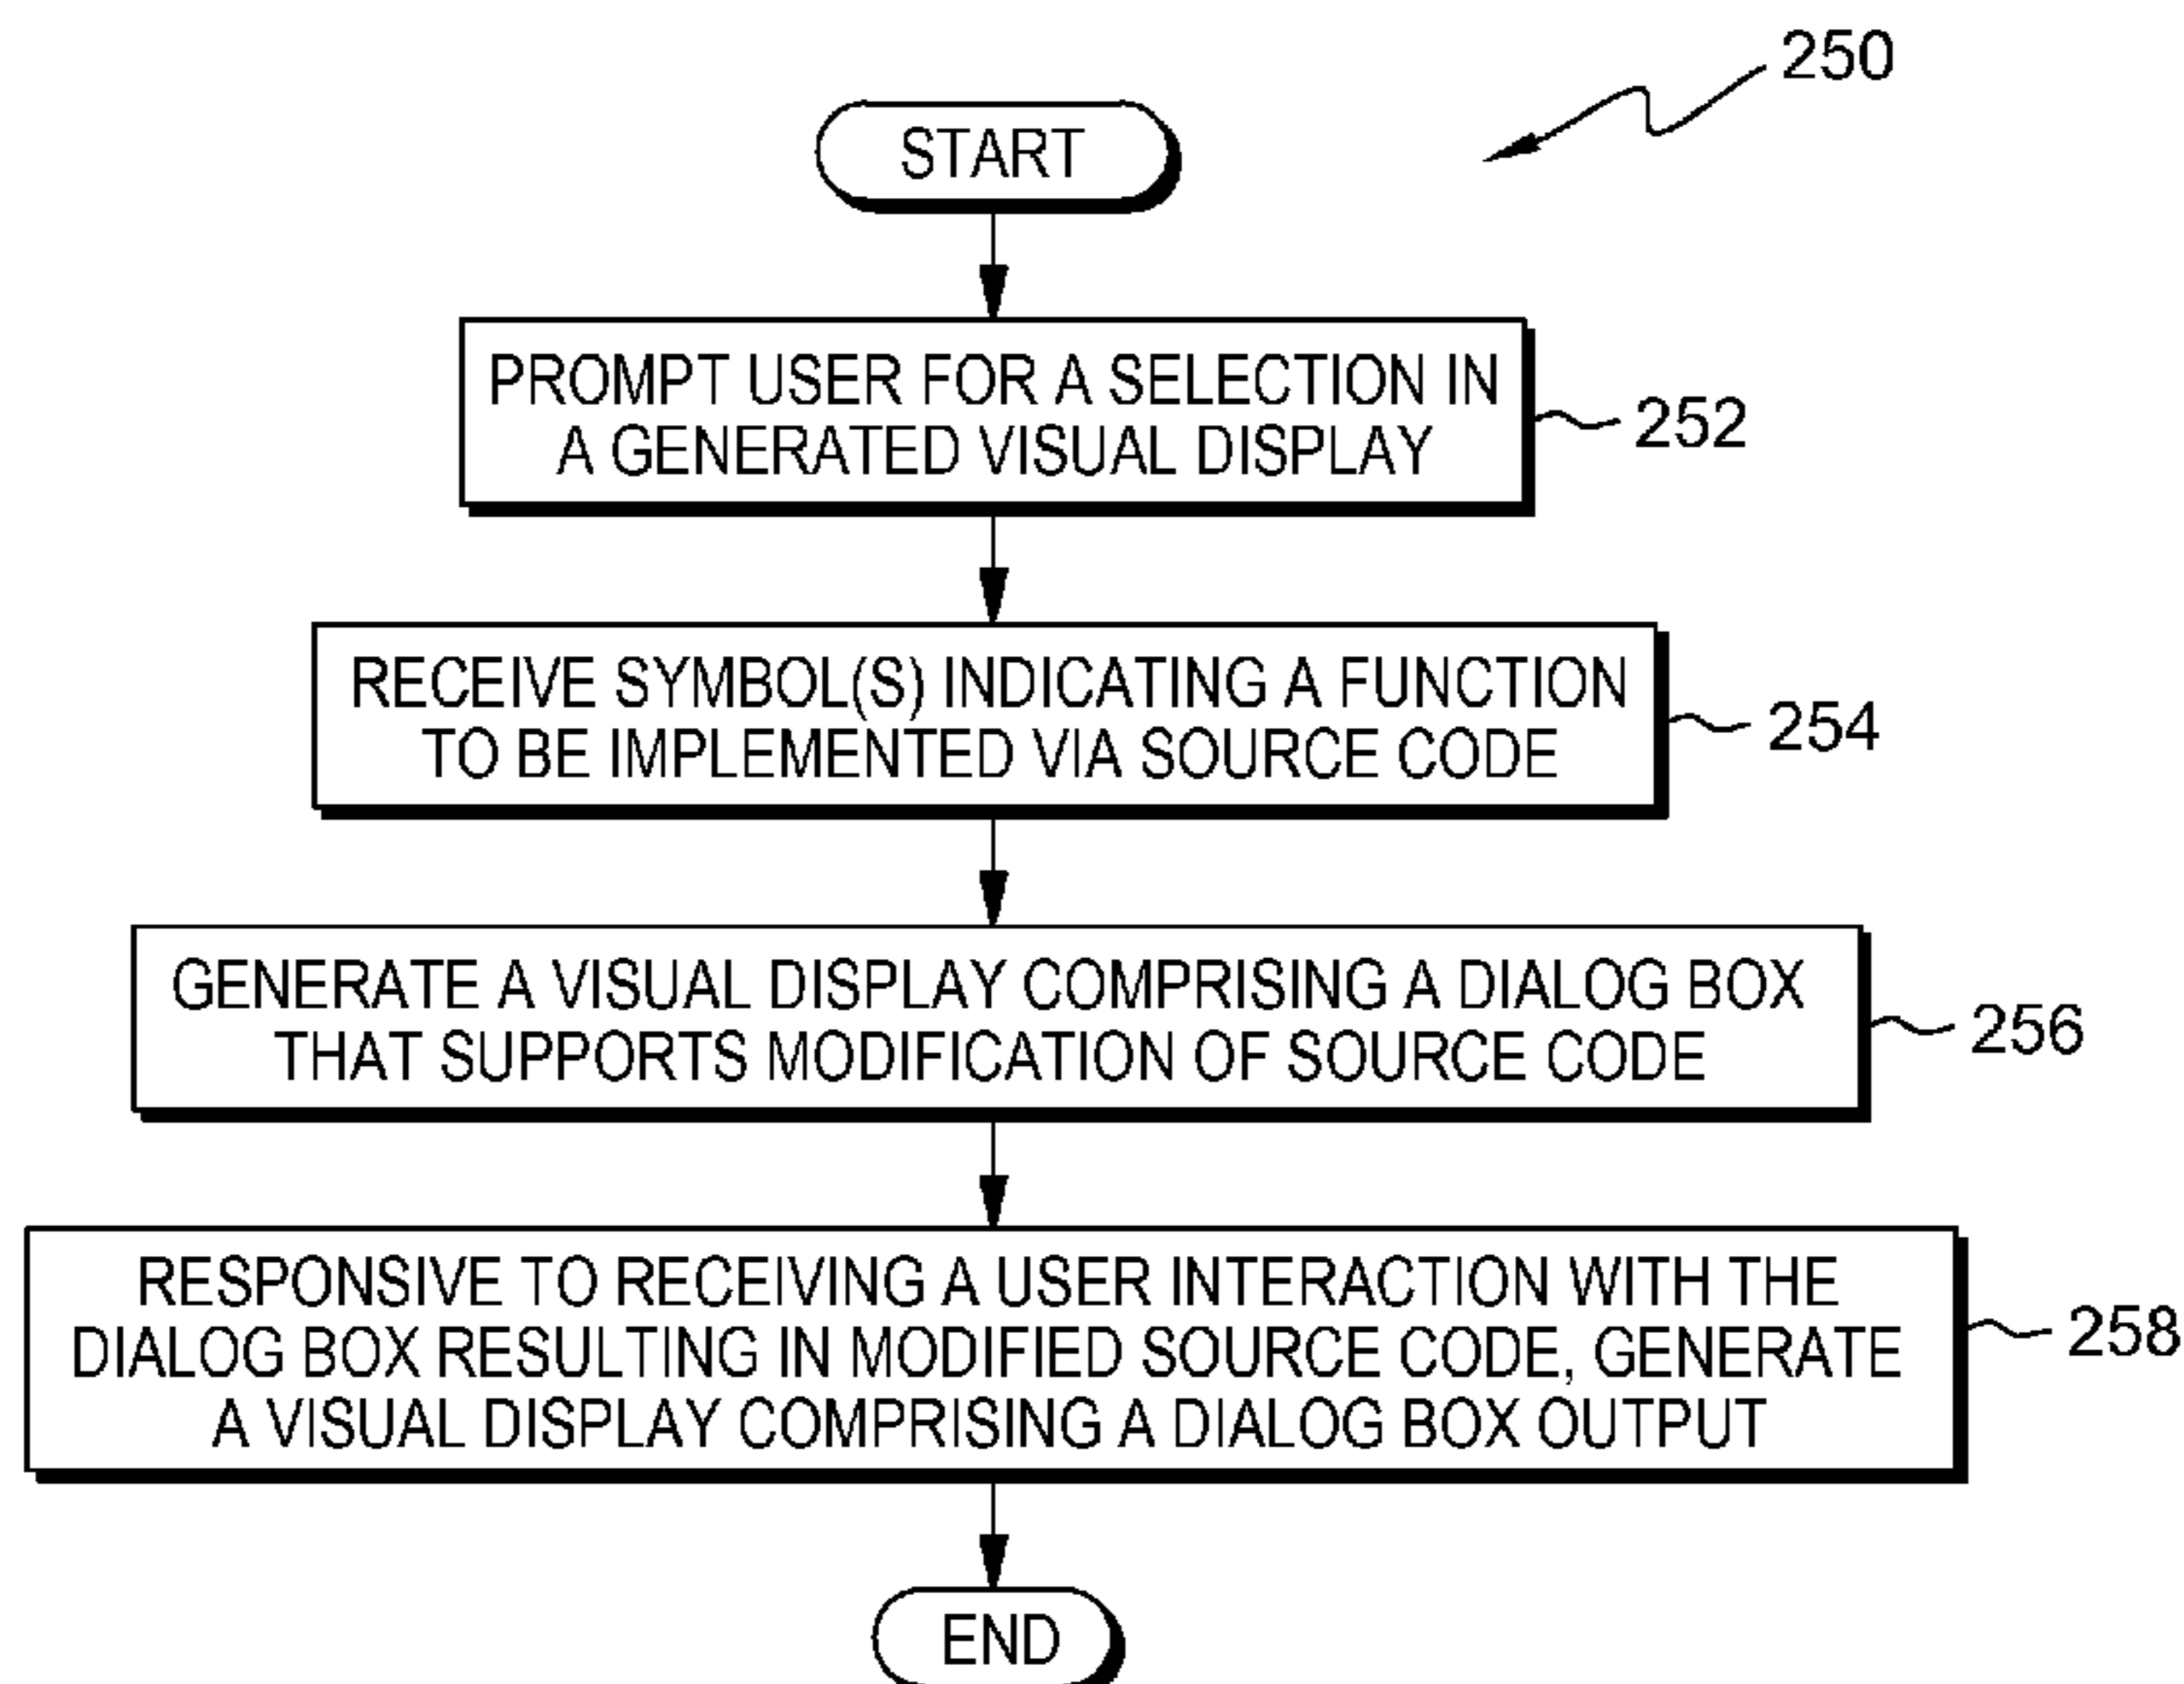 250
START
PROMPT USER FOR A SELECTION IN
A GENERATED VISUAL DISPLAY
252
RECEIVE SYMBOL(S) INDICATING A FUNCTION
TO BE IMPLEMENTED VIA SOURCE CODE
254
GENERATE A VISUAL DISPLAY COMPRISING A DIALOG BOX
THAT SUPPORTS MODIFICATION OF SOURCE CODE
256
RESPONSIVE TO RECEIVING A USER INTERACTION WITH THE
DIALOG BOX RESULTING IN MODIFIED SOURCE CODE, GENERATE
A VISUAL DISPLAY COMPRISING A DIALOG BOX OUTPUT
258
END